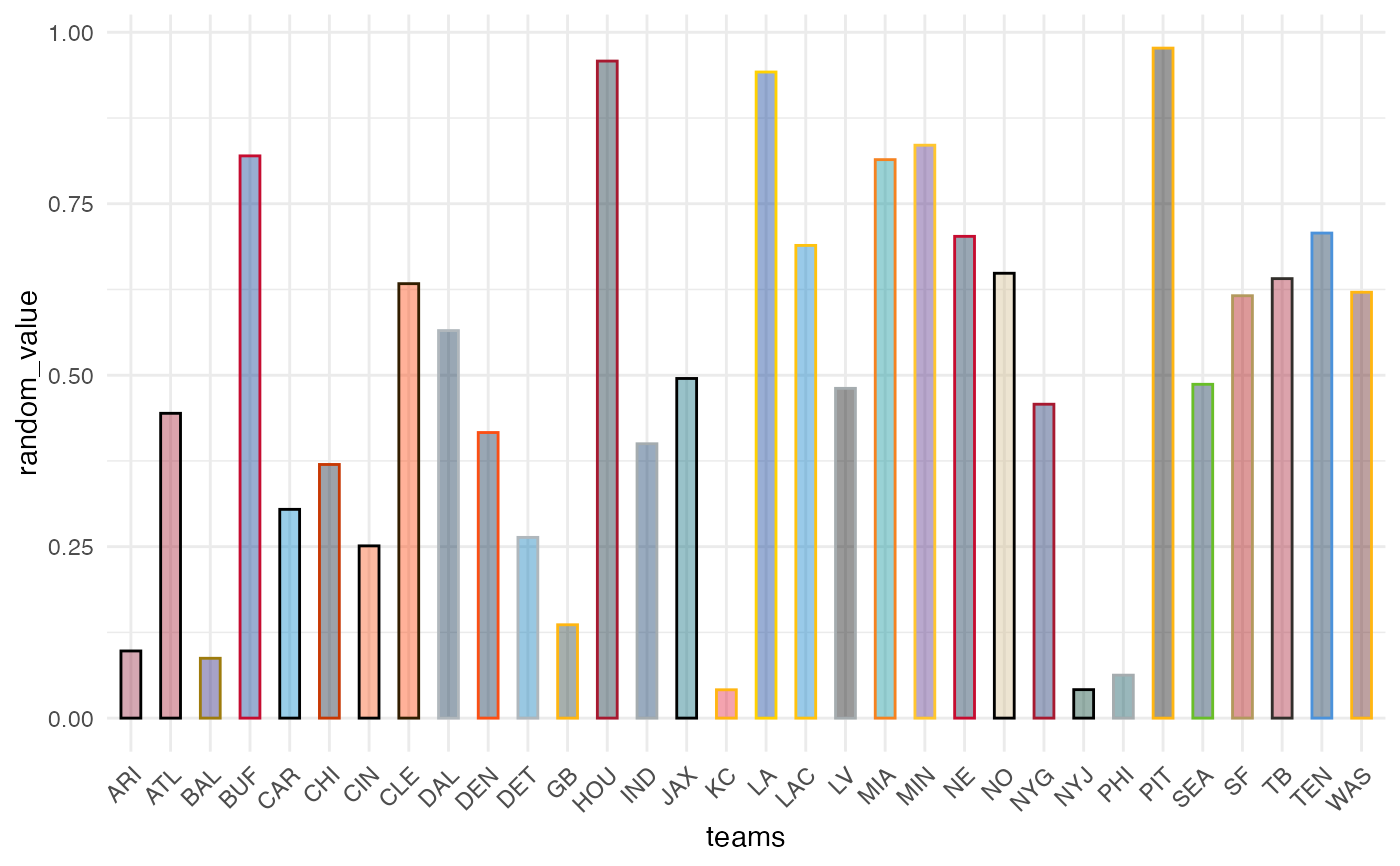 1.00
0.75
0.50
0.25
0.00
random_value
ARI ATL BAL BUF CAR CHI CIN CLE DAL DEN DET GB HOU IND JAX KC LA LAC LV MIA MIN NE NO NYG NYJ PHI PIT SEA SF TB TEN WAS
teams